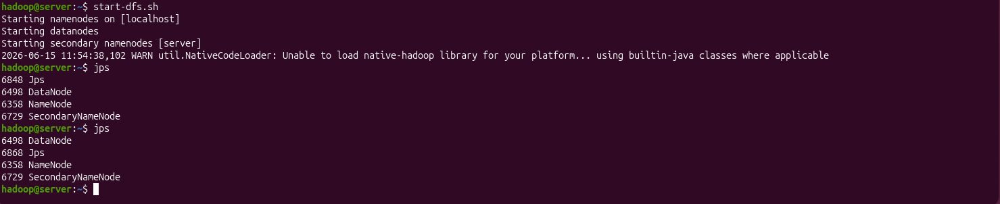 hadoop@server:~$ start-dfs.sh
Starting namenodes on [localhost]
Starting datanodes
Starting secondary namenodes [server]
2026-06-15 11:54:38,102 WARN util.NativeCodeLoader: Unable to load native-hadoop library for your platform... using builtin-java classes where applicable
hadoop@server:~$ jps
6848 Jps
6498 DataNode
6358 NameNode
6729 SecondaryNameNode
hadoop@server:~$ jps
6498 DataNode
6868 Jps
6358 NameNode
6729 SecondaryNameNode
hadoop@server:~$